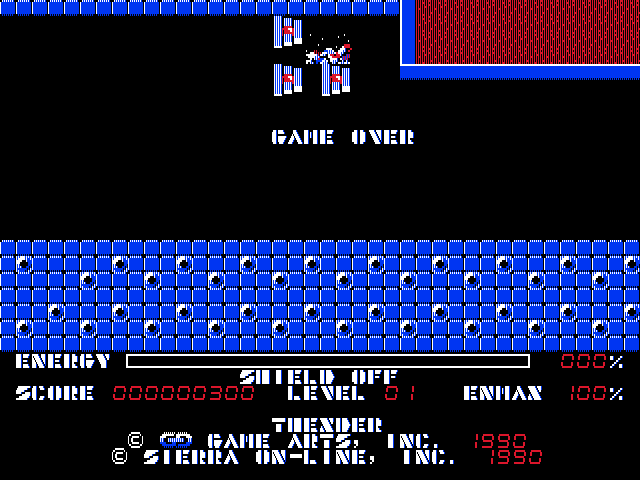 GAME OVER
ENERGY 000%
SHIELD OFF
SCORE 000000300 LEVEL 01 ENMAX 100%
THENDER
© GAME ARTS, INC. 1990
© SIERRA ON-LINE, INC. 1990